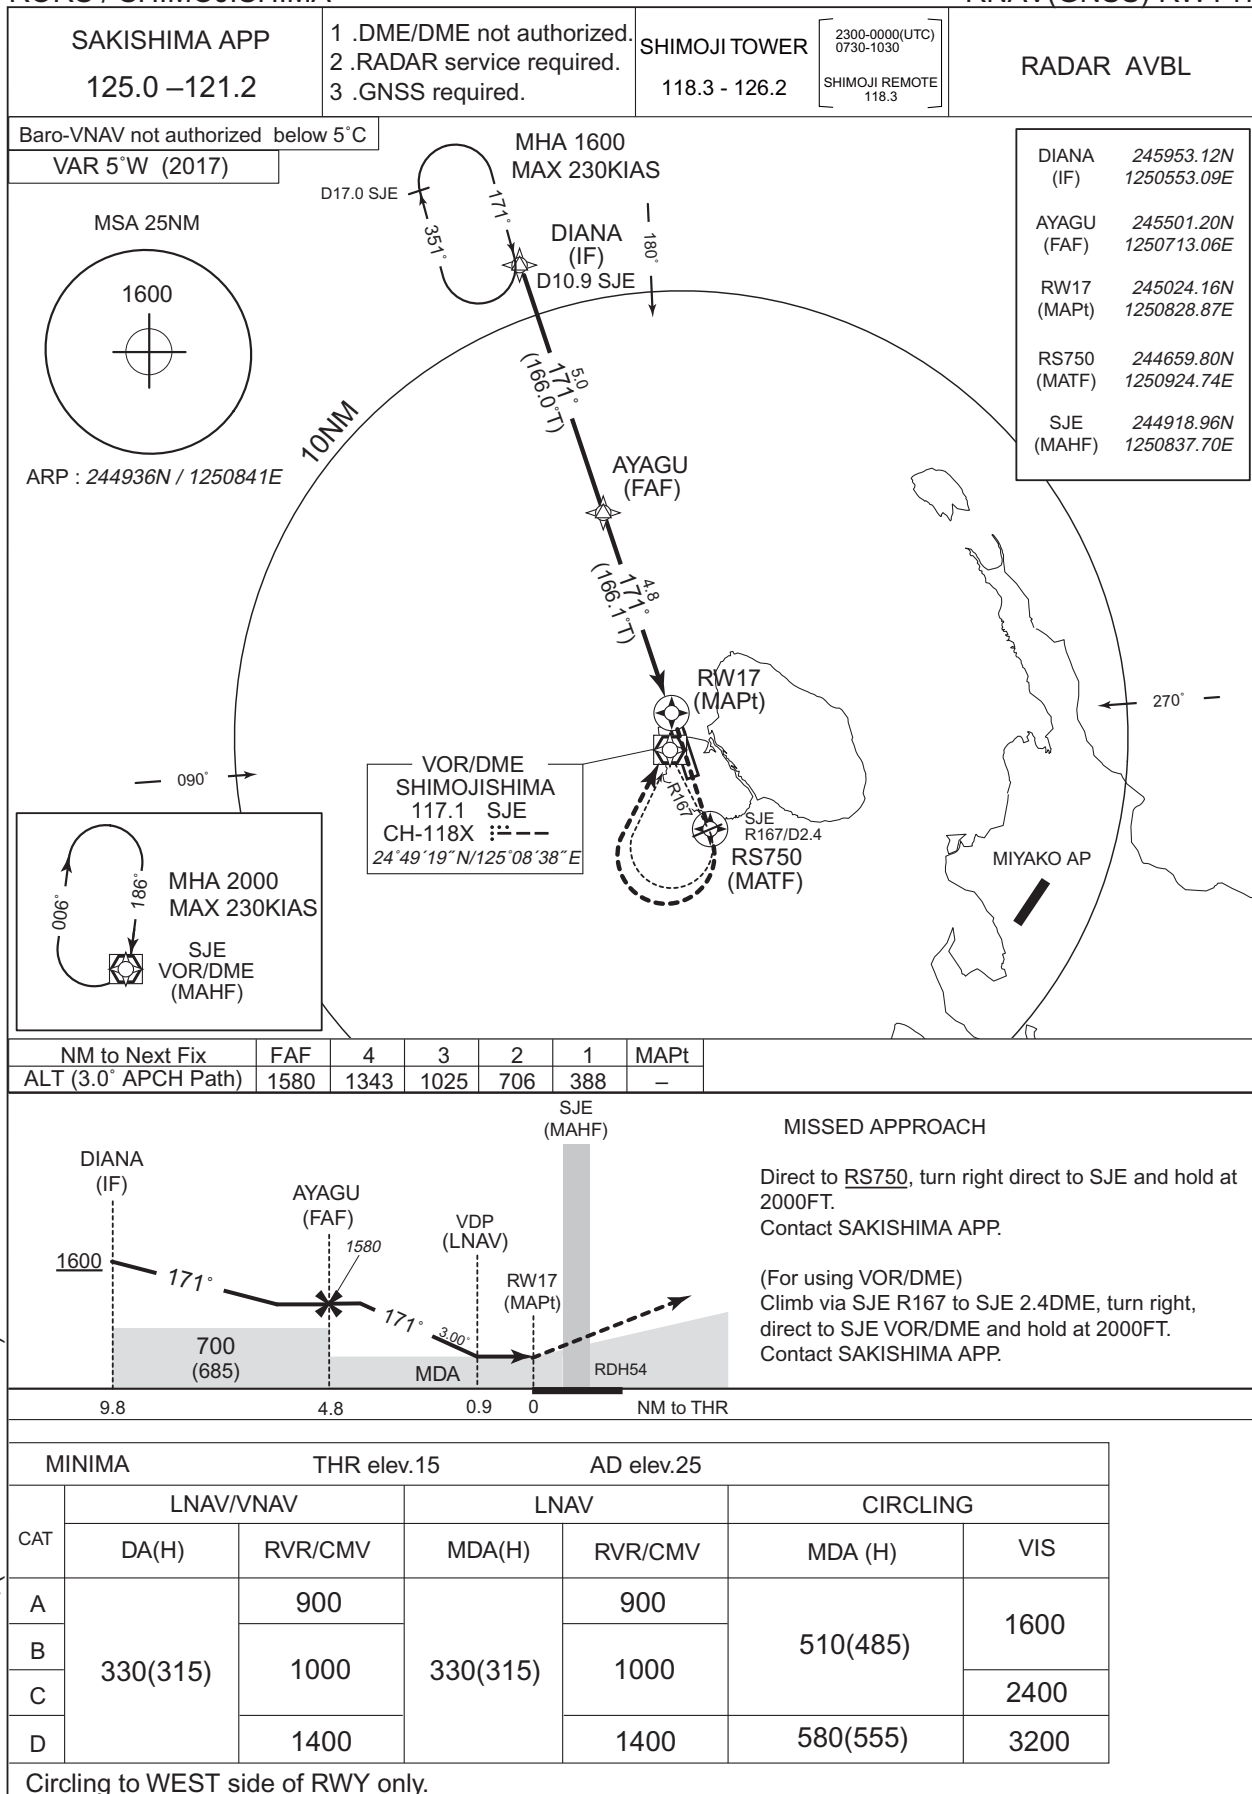 SAKISHIMA APP
125.0 –121.2
1 .DME/DME not authorized.
2 .RADAR service required.
3 .GNSS required.
SHIMOJI TOWER
118.3 - 126.2
2300-0000(UTC)
0730-1030
SHIMOJI REMOTE
118.3
RADAR AVBL
Baro-VNAV not authorized below 5˚C
VAR 5˚W (2017)
MSA 25NM
1600
ARP : 244936N / 1250841E
MHA 1600
MAX 230KIAS
D17.0 SJE
351˚
171˚
DIANA
(IF)
D10.9 SJE
180˚
DIANA 245953.12N
(IF) 1250553.09E
AYAGU 245501.20N
(FAF) 1250713.06E
RW17 245024.16N
(MAPt) 1250828.87E
RS750 244659.80N
(MATF) 1250924.74E
SJE 244918.96N
(MAHF) 1250837.70E
10NM
5.0
171˚
(166.0˚T)
AYAGU
(FAF)
4.8
171˚
(166.1˚T)
RW17
(MAPt)
270˚
090˚
VOR/DME
SHIMOJISHIMA
117.1 SJE
CH-118X
24˚49´19˝N/125˚08´38˝E
R167
SJE
R167/D2.4
RS750
(MATF)
MIYAKO AP
006˚
186˚
MHA 2000
MAX 230KIAS
SJE
VOR/DME
(MAHF)
NM to Next Fix FAF 4 3 2 1 MAPt
ALT (3.0˚ APCH Path) 1580 1343 1025 706 388 –
SJE
(MAHF)
DIANA
(IF)
AYAGU
(FAF)
1580
VDP
(LNAV)
RW17
(MAPt)
1600
171˚
171˚
3.00˚
700
(685)
MDA
RDH54
9.8 4.8 0.9 0 NM to THR
MISSED APPROACH
Direct to RS750, turn right direct to SJE and hold at
2000FT.
Contact SAKISHIMA APP.
(For using VOR/DME)
Climb via SJE R167 to SJE 2.4DME, turn right,
direct to SJE VOR/DME and hold at 2000FT.
Contact SAKISHIMA APP.
MINIMA THR elev.15 AD elev.25
CAT LNAV/VNAV LNAV CIRCLING
DA(H) RVR/CMV MDA(H) RVR/CMV MDA (H) VIS
A 900 900
B 330(315) 1000 330(315) 1000 510(485) 1600
C 2400
D 1400 1400 580(555) 3200
Circling to WEST side of RWY only.